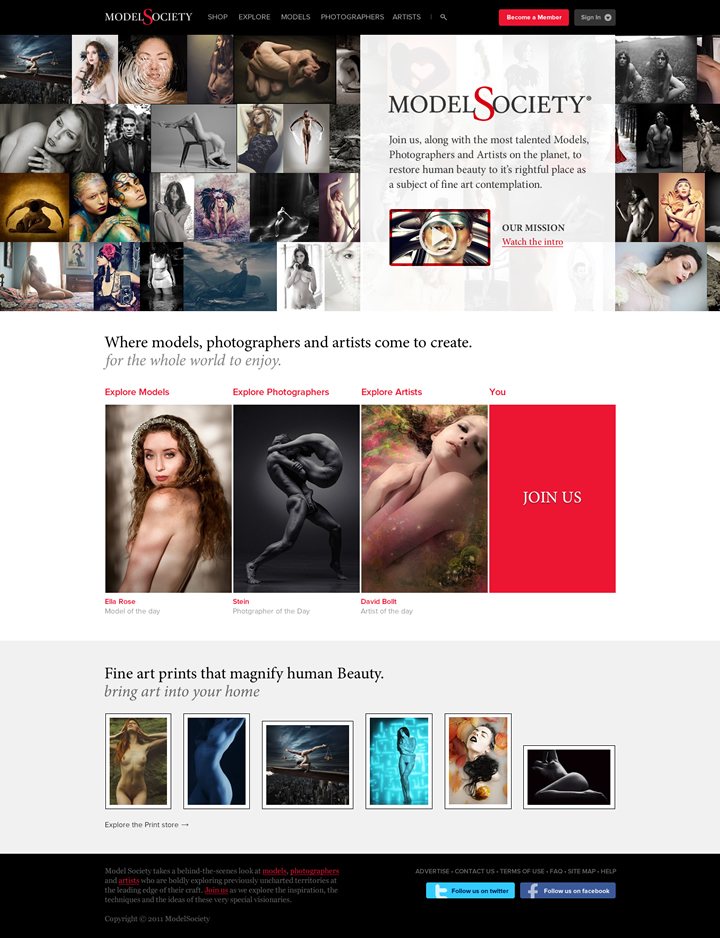 MODELSOCIETY
SHOP EXPLORE MODELS PHOTOGRAPHERS ARTISTS
Become a Member
Sign In
MODELSOCIETY®
Join us, along with the most talented Models,
Photographers and Artists on the planet, to
restore human beauty to it's rightful place as
a subject of fine art contemplation.
OUR MISSION
Watch the intro
Where models, photographers and artists come to create.
for the whole world to enjoy.
Explore Models
Explore Photographers
Explore Artists
You
JOIN US
Ella Rose
Model of the day
Stein
Photgrapher of the Day
David Bollt
Artist of the day
Fine art prints that magnify human Beauty.
bring art into your home
Explore the Print store →
Model Society takes a behind-the-scenes look at models, photographers
and artists who are boldly exploring previously uncharted territories at
the leading edge of their craft. Join us as we explore the inspiration, the
techniques and the ideas of these very special visionaries.
Copyright © 2011 ModelSociety
ADVERTISE • CONTACT US • TERMS OF USE • FAQ • SITE MAP • HELP
Follow us on twitter
Follow us on facebook